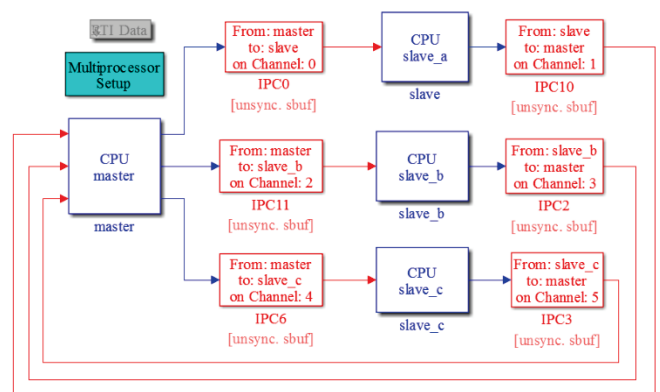 RTI Data
Multiprocessor
Setup
CPU
master
master
From: master
to: slave
on Channel: 0
IPC0
[unsync. sbuf]
CPU
slave_a
slave
From: slave
to: master
on Channel: 1
IPC10
[unsync. sbuf]
From: master
to: slave_b
on Channel: 2
IPC11
[unsync. sbuf]
CPU
slave_b
slave_b
From: slave_b
to: master
on Channel: 3
IPC2
[unsync. sbuf]
From: master
to: slave_c
on Channel: 4
IPC6
[unsync. sbuf]
CPU
slave_c
slave_c
From: slave_c
to: master
on Channel: 5
IPC3
[unsync. sbuf]